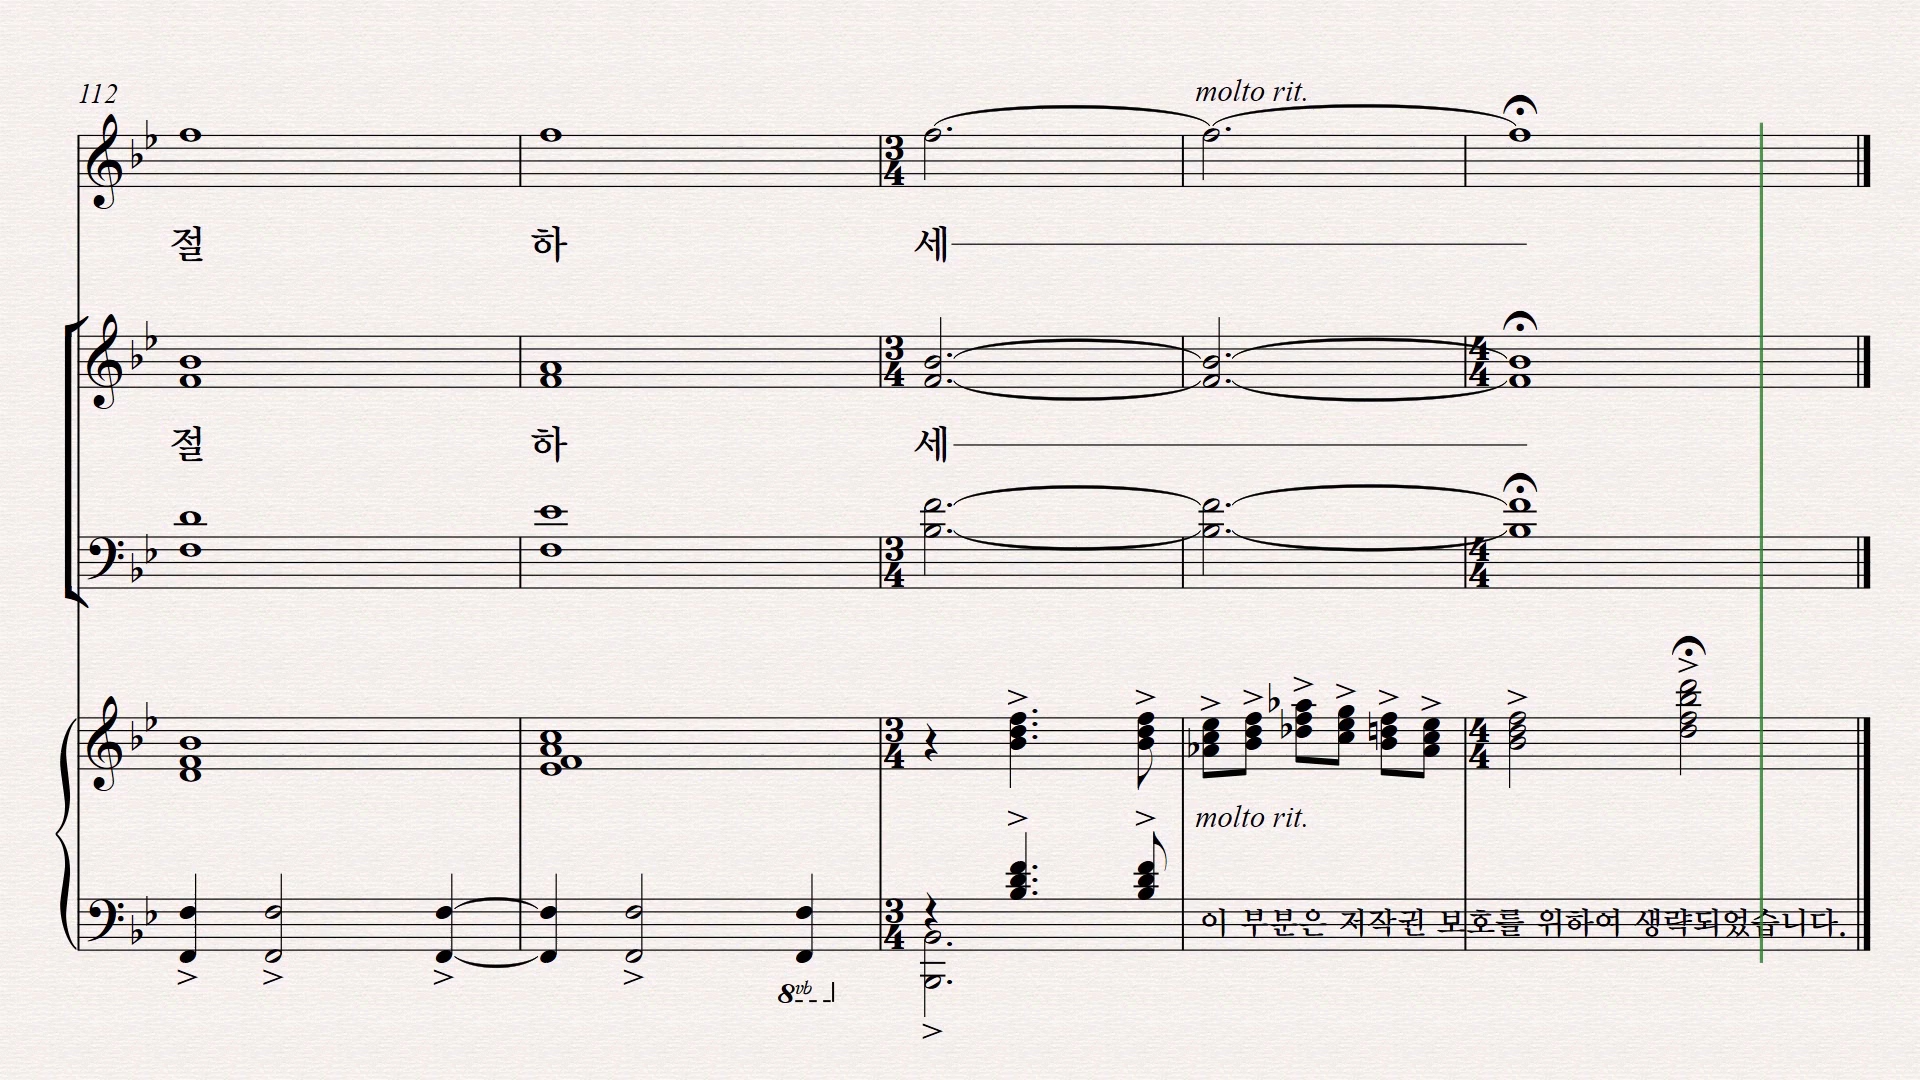 112
molto rit.
절 하 세
절 하 세
molto rit.
이 부분은 저작권 보호를 위하여 생략되었습니다.
8vb